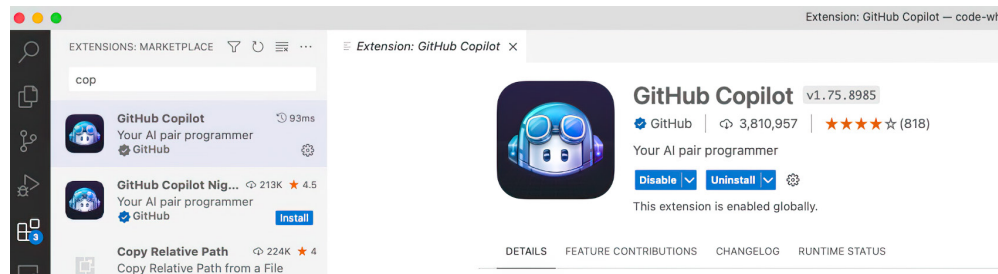 Extension: GitHub Copilot — code-wh
EXTENSIONS: MARKETPLACE
Extension: GitHub Copilot
cop
GitHub Copilot 93ms
Your AI pair programmer
GitHub
GitHub Copilot Nig... 213K ★ 4.5
Your AI pair programmer
GitHub Install
Copy Relative Path 224K ★ 4
Copy Relative Path from a File
3
GitHub Copilot v1.75.8985
GitHub | 3,810,957 | ★★★★☆ (818)
Your AI pair programmer
Disable Uninstall
This extension is enabled globally.
DETAILS FEATURE CONTRIBUTIONS CHANGELOG RUNTIME STATUS